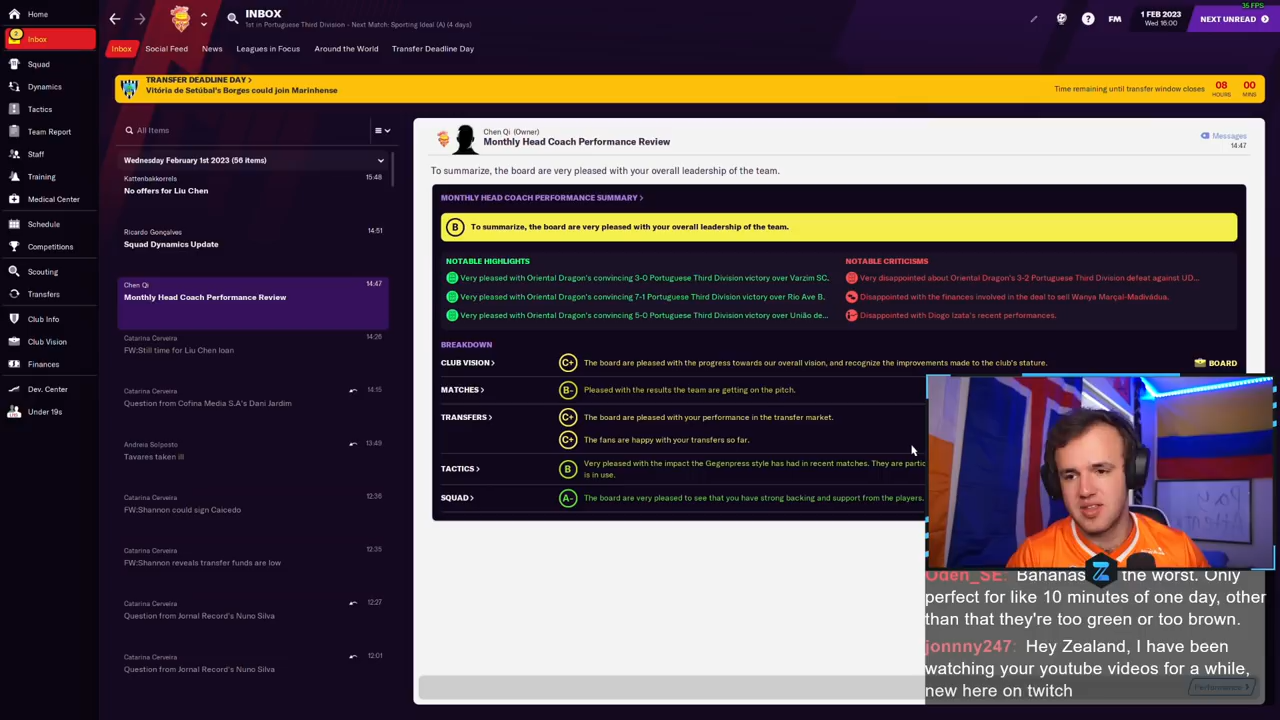 35 FPS
Home
INBOX
1st in Portuguese Third Division - Next Match: Sporting Ideal (A) (4 days)
FM
1 FEB 2023
Wed 16:00
NEXT UNREAD
2
Inbox
Inbox
Social Feed
News
Leagues in Focus
Around the World
Transfer Deadline Day
Squad
Dynamics
Tactics
Team Report
Staff
Training
Medical Center
Schedule
Competitions
Scouting
Transfers
Club Info
Club Vision
Finances
Dev. Center
Under 19s
TRANSFER DEADLINE DAY >
Vitória de Setúbal's Borges could join Marinhense
Time remaining until transfer window closes
08
HOURS
00
MINS
All Items
Wednesday February 1st 2023 (56 items)
Kattenbakkorrela 15:48
No offers for Liu Chen
Ricardo Gonçalves 14:51
Squad Dynamics Update
Chen Qi 14:47
Monthly Head Coach Performance Review
Catarina Cerveira 14:26
FW:Still time for Liu Chen loan
Catarina Cerveira 14:15
Question from Cofina Media S.A's Dani Jardim
Andreia Solposto 13:49
Tavares taken ill
Catarina Cerveira 12:36
FW:Shannon could sign Caicedo
Catarina Cerveira 12:35
FW:Shannon reveals transfer funds are low
Catarina Cerveira 12:27
Question from Jornal Record's Nuno Silva
Catarina Cerveira 12:01
Question from Jornal Record's Nuno Silva
Chen Qi (Owner)
Monthly Head Coach Performance Review
Messages
14:47
To summarize, the board are very pleased with your overall leadership of the team.
MONTHLY HEAD COACH PERFORMANCE SUMMARY >
B To summarize, the board are very pleased with your overall leadership of the team.
NOTABLE HIGHLIGHTS
Very pleased with Oriental Dragon's convincing 3-0 Portuguese Third Division victory over Varzim SC.
Very pleased with Oriental Dragon's convincing 7-1 Portuguese Third Division victory over Rio Ave B.
Very pleased with Oriental Dragon's convincing 5-0 Portuguese Third Division victory over União de...
NOTABLE CRITICISMS
Very disappointed about Oriental Dragon's 3-2 Portuguese Third Division defeat against UD...
Disappointed with the finances involved in the deal to sell Wanya Marçal-Madivádua.
Disappointed with Diogo Izata's recent performances.
BREAKDOWN
CLUB VISION > C+ The board are pleased with the progress towards our overall vision, and recognize the improvements made to the club's stature.
BOARD
MATCHES > B- Pleased with the results the team are getting on the pitch.
TRANSFERS > C+ The board are pleased with your performance in the transfer market.
C+ The fans are happy with your transfers so far.
TACTICS > B Very pleased with the impact the Gegenpress style has had in recent matches. They are partic
is in use.
SQUAD > A- The board are very pleased to see that you have strong backing and support from the players.
Oden_SE: Bananas the worst. Only
perfect for like 10 minutes of one day, other
than that they're too green or too brown.
jonnny247: Hey Zealand, I have been
watching your youtube videos for a while,
new here on twitch
Performance >